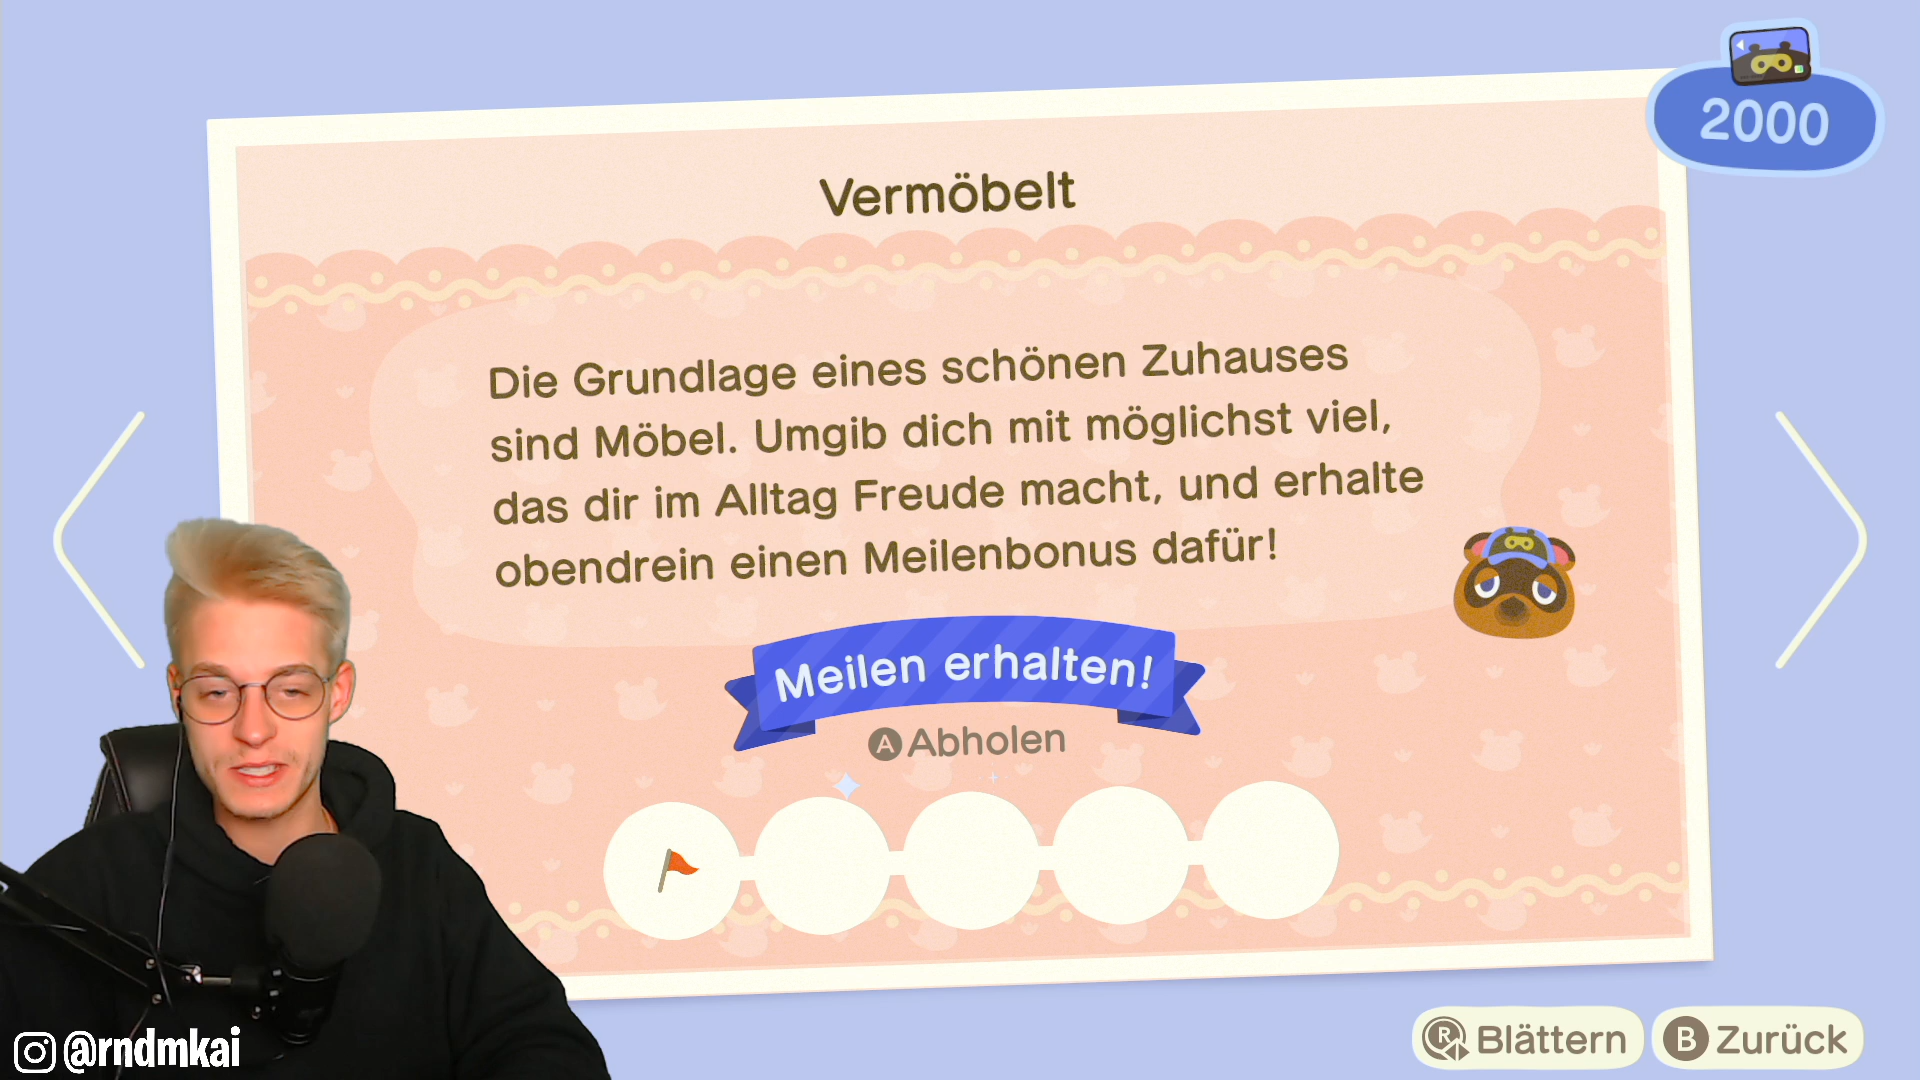 2000
Vermöbelt
Die Grundlage eines schönen Zuhauses
sind Möbel. Umgib dich mit möglichst viel,
das dir im Alltag Freude macht, und erhalte
obendrein einen Meilenbonus dafür!
Meilen erhalten!
A Abholen
@rndmkai
R Blättern
B Zurück